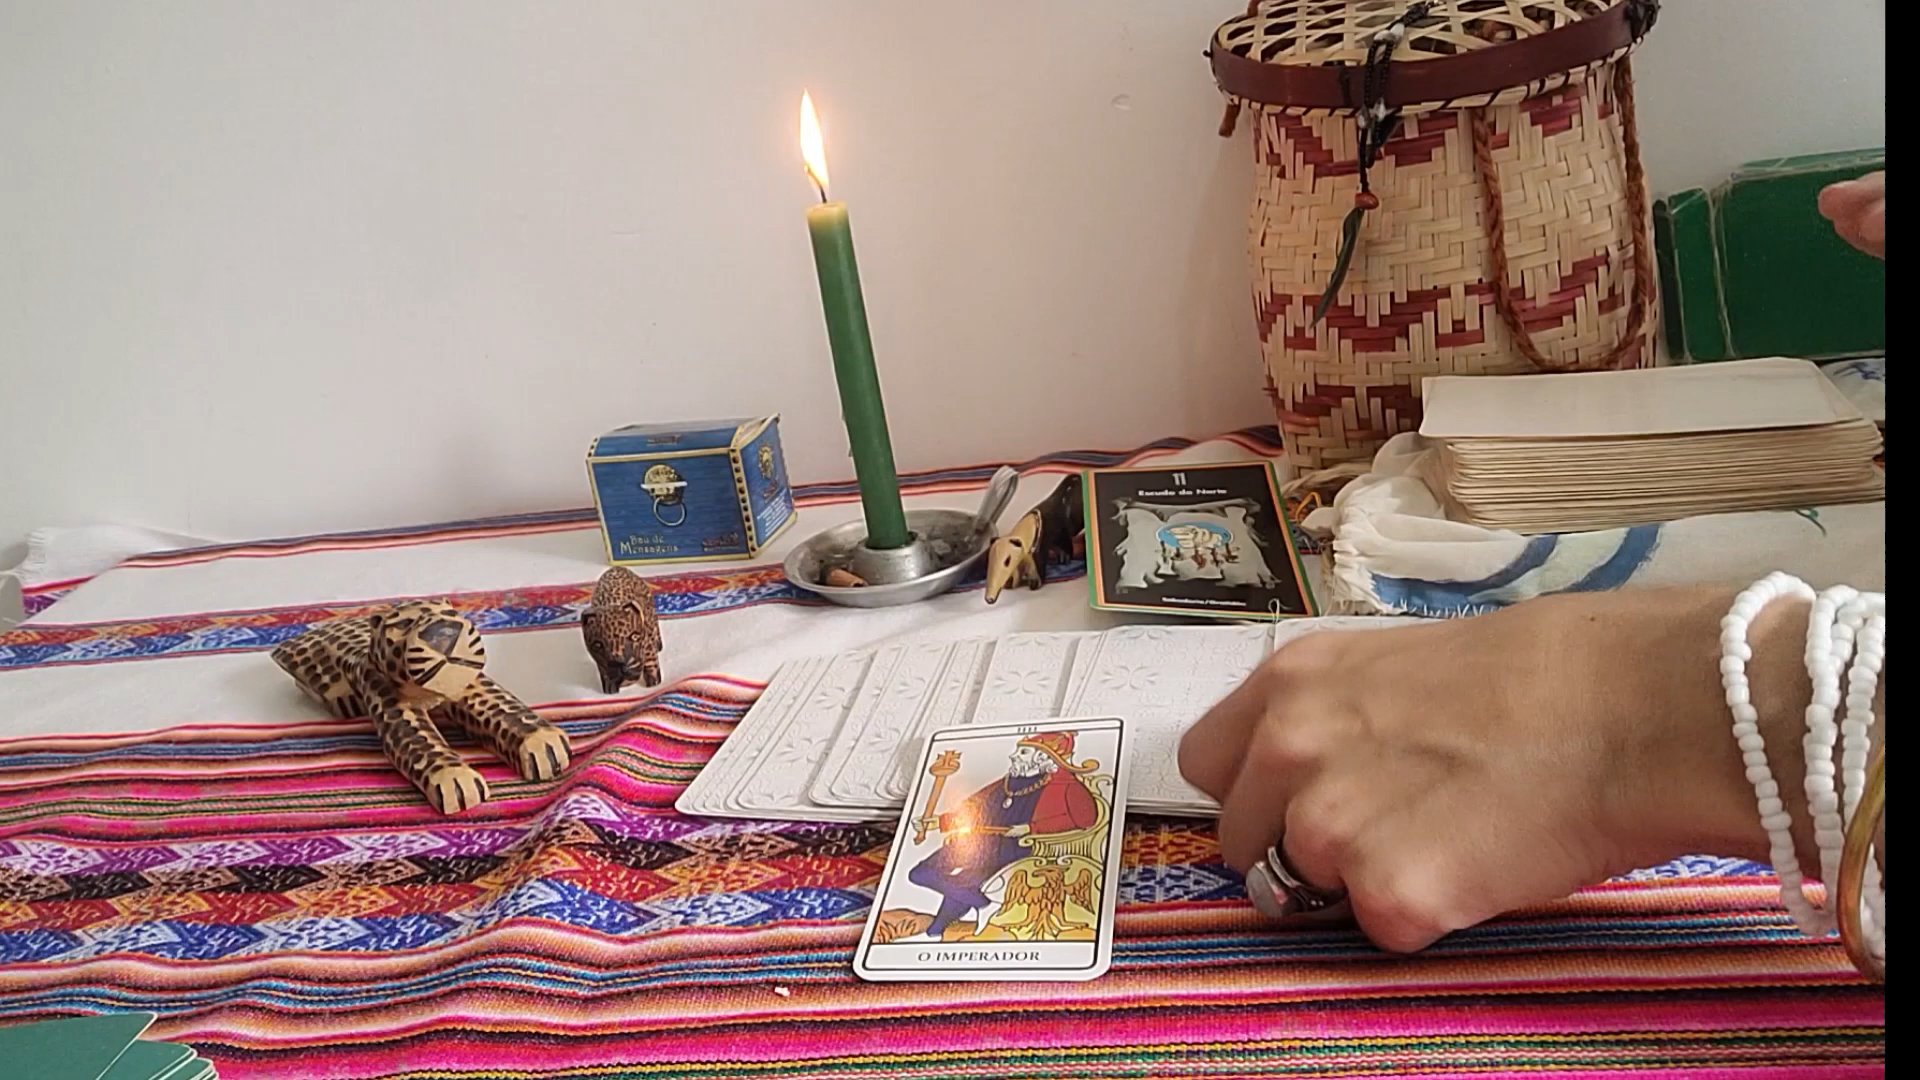 Baú de
Mensagens
11
Escudo do Norte
IIII
O IMPERADOR